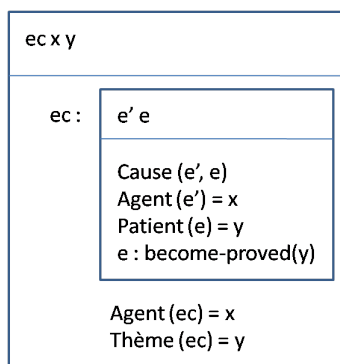 ec x y
ec : e’ e
Cause (e’, e)
Agent (e’) = x
Patient (e) = y
e : become-proved(y)
Agent (ec) = x
Thème (ec) = y